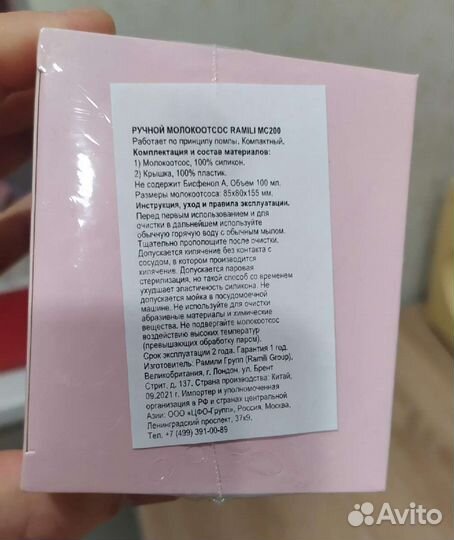 РУЧНОЙ МОЛОКООТСОС RAMILI MC200
Работает по принципу помпы. Компактный.
Комплектация и состав материалов:
1) Молокоотсос, 100% силикон.
2) Крышка, 100% пластик.
Не содержит Бисфенол А. Объем 100 мл.
Размеры молокоотсоса: 85х80х155 мм.
Инструкция, уход и правила эксплуатации.
Перед первым использованием и для
очистки в дальнейшем используйте
обычную горячую воду с обычным мылом.
Тщательно прополощите после очистки.
Допускается кипячение без контакта с
сосудом, в котором производится
кипячение. Допускается паровая
стерилизация, но такой способ со временем
ухудшает эластичность силикона. Не
допускается мойка в посудомоечной
машине. Не используйте для очистки
абразивные материалы и химические
вещества. Не подвергайте молокоотсос
воздействию высоких температур
(превышающих обработку паром).
Срок эксплуатации 2 года. Гарантия 1 год.
Изготовитель: Рамили Групп (Ramili Group),
Великобритания, г. Лондон, ул. Брент
Стрит, д. 137. Страна производства: Китай,
09.2021 г. Импортер и уполномоченная
организация в РФ и странах центральной
Азии: ООО «ЦФО-Групп», Россия, Москва,
Ленинградский проспект, 37к9.
Тел. +7 (499) 391-00-89
Avito